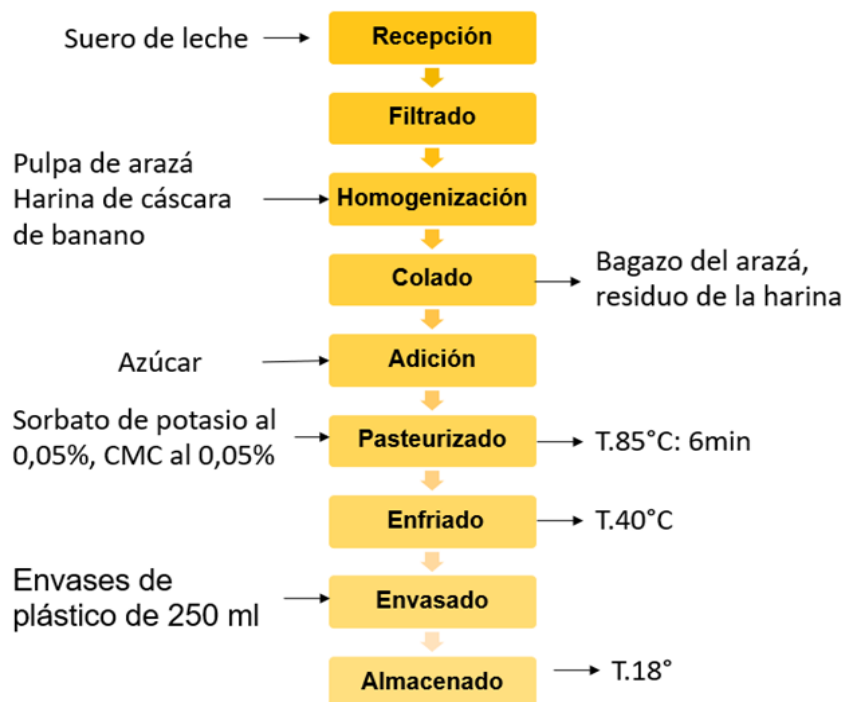 Suero de leche
Recepción
Filtrado
Pulpa de arazá
Harina de cáscara
de banano
Homogenización
Colado
Bagazo del arazá,
residuo de la harina
Azúcar
Adición
Sorbato de potasio al
0,05%, CMC al 0,05%
Pasteurizado
T.85°C: 6min
Enfriado
T.40°C
Envases de
plástico de 250 ml
Envasado
Almacenado
T.18°